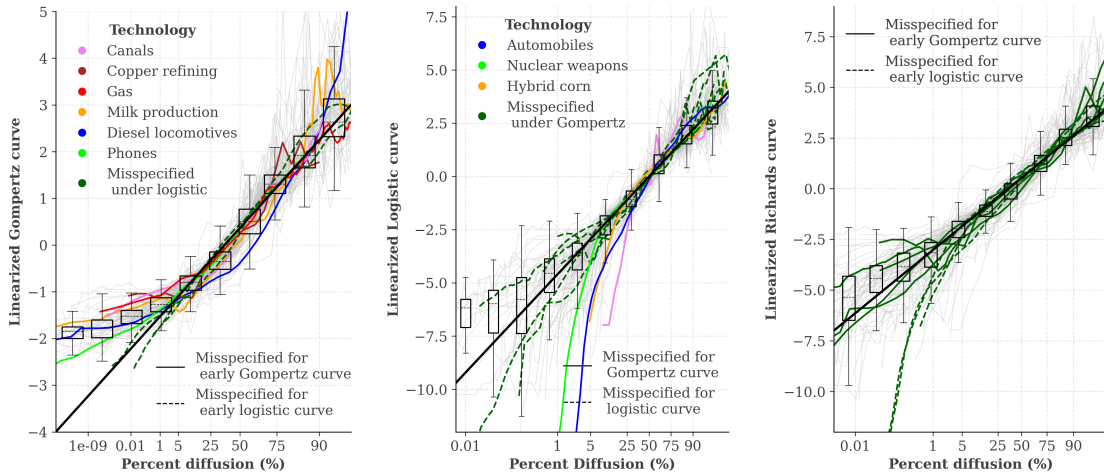 Linearized Gompertz curve
5
4
3
2
1
0
−1
−2
−3
−4
Technology
Canals
Copper refining
Gas
Milk production
Diesel locomotives
Phones
Misspecified
under logistic
Misspecified for
early Gompertz curve
Misspecified for
early logistic curve
1e-09 0.01 1 5 25 50 75 90
Percent diffusion (%)
Linearized Logistic curve
7.5
5.0
2.5
0.0
−2.5
−5.0
−7.5
−10.0
Technology
Automobiles
Nuclear weapons
Hybrid corn
Misspecified
under Gompertz
Misspecified for
Gompertz curve
Misspecified for
logistic curve
0.01 1 5 25 50 75 90
Percent Diffusion (%)
Linearized Richards curve
7.5
5.0
2.5
0.0
−2.5
−5.0
−7.5
−10.0
Misspecified for
early Gompertz curve
Misspecified for
early logistic curve
0.01 1 5 25 50 75 90
Percent diffusion (%)